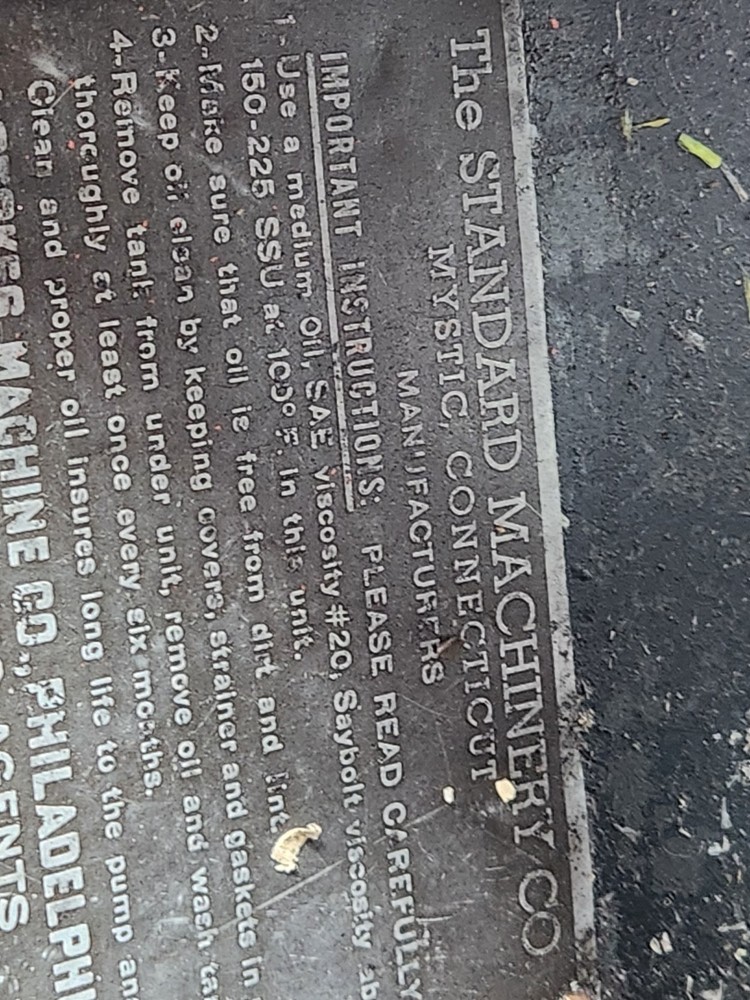 The STANDARD MACHINERY CO
MYSTIC, CONNECTICUT
MANUFACTURERS
IMPORTANT INSTRUCTIONS: PLEASE READ CAREFULLY
1- Use a medium Oil, SAE viscosity #20, Saybolt viscosity ab
150-225 SSU at 100° F. in this unit.
2- Make sure that oil is free from dirt and lint.
3- Keep oil clean by keeping covers, strainer and gaskets in
4- Remove tank from under unit, remove oil and wash ta
thoroughly at least once every six months.
Clean and proper oil insures long life to the pump an
MACHINE CO., PHILADELPHI
AGENTS